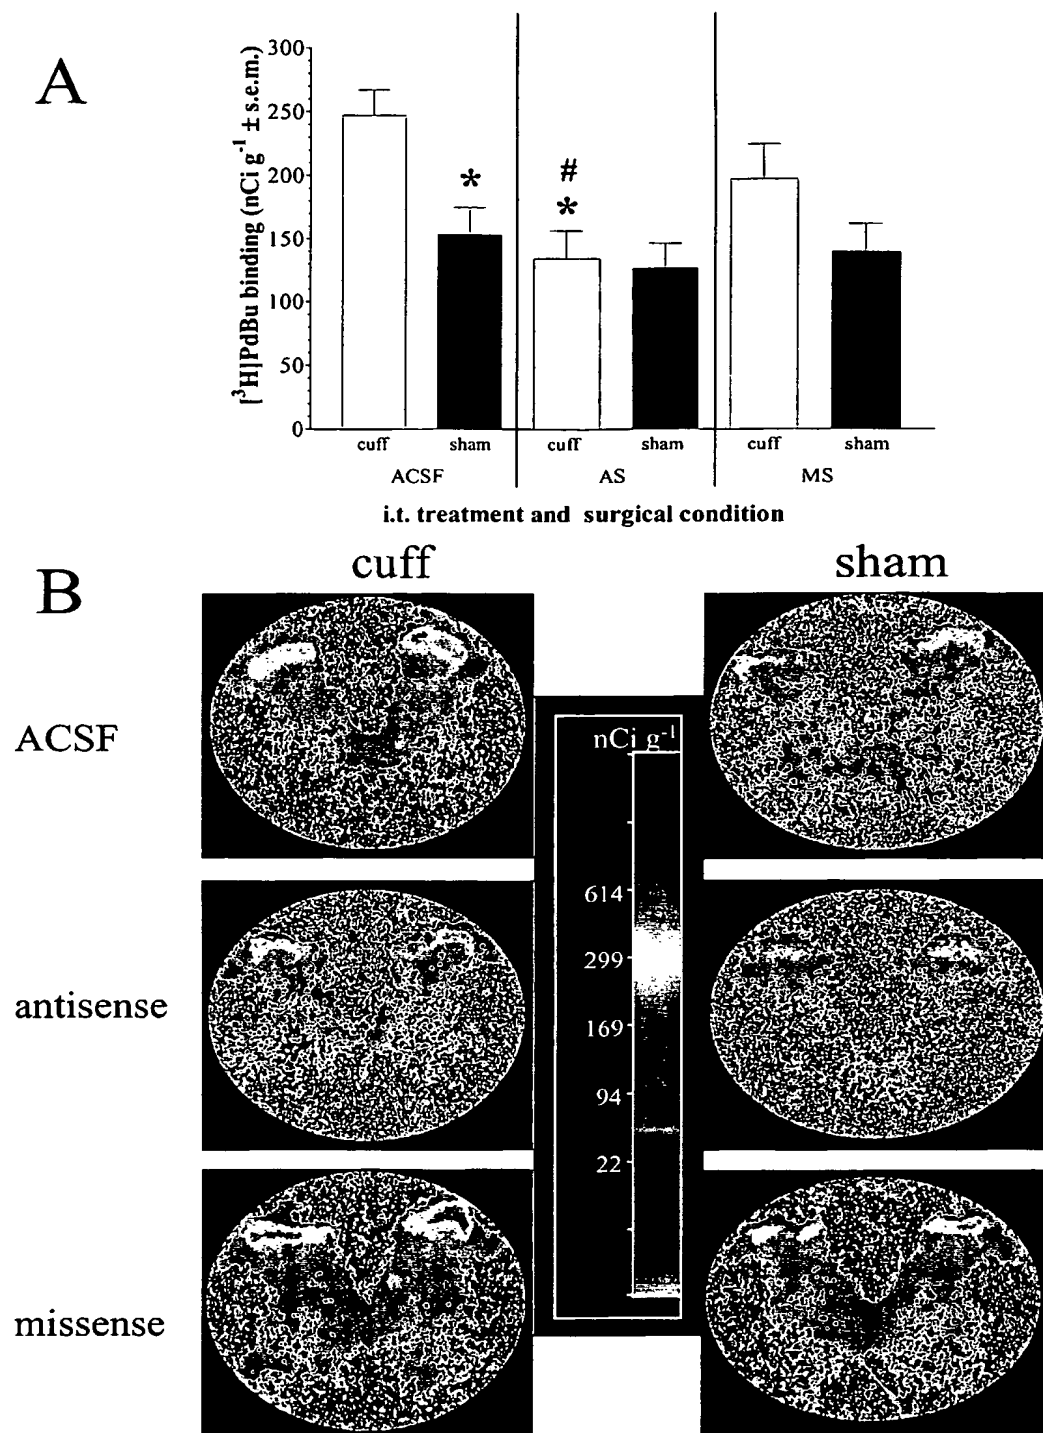 A
[³H]PdBu binding (nCi g⁻¹ ± s.e.m.)
300
250
200
150
100
50
0
*
#
*
cuff sham cuff sham cuff sham
ACSF AS MS
i.t. treatment and surgical condition
B
cuff sham
ACSF
nCi g⁻¹
614
299
169
94
22
antisense
missense